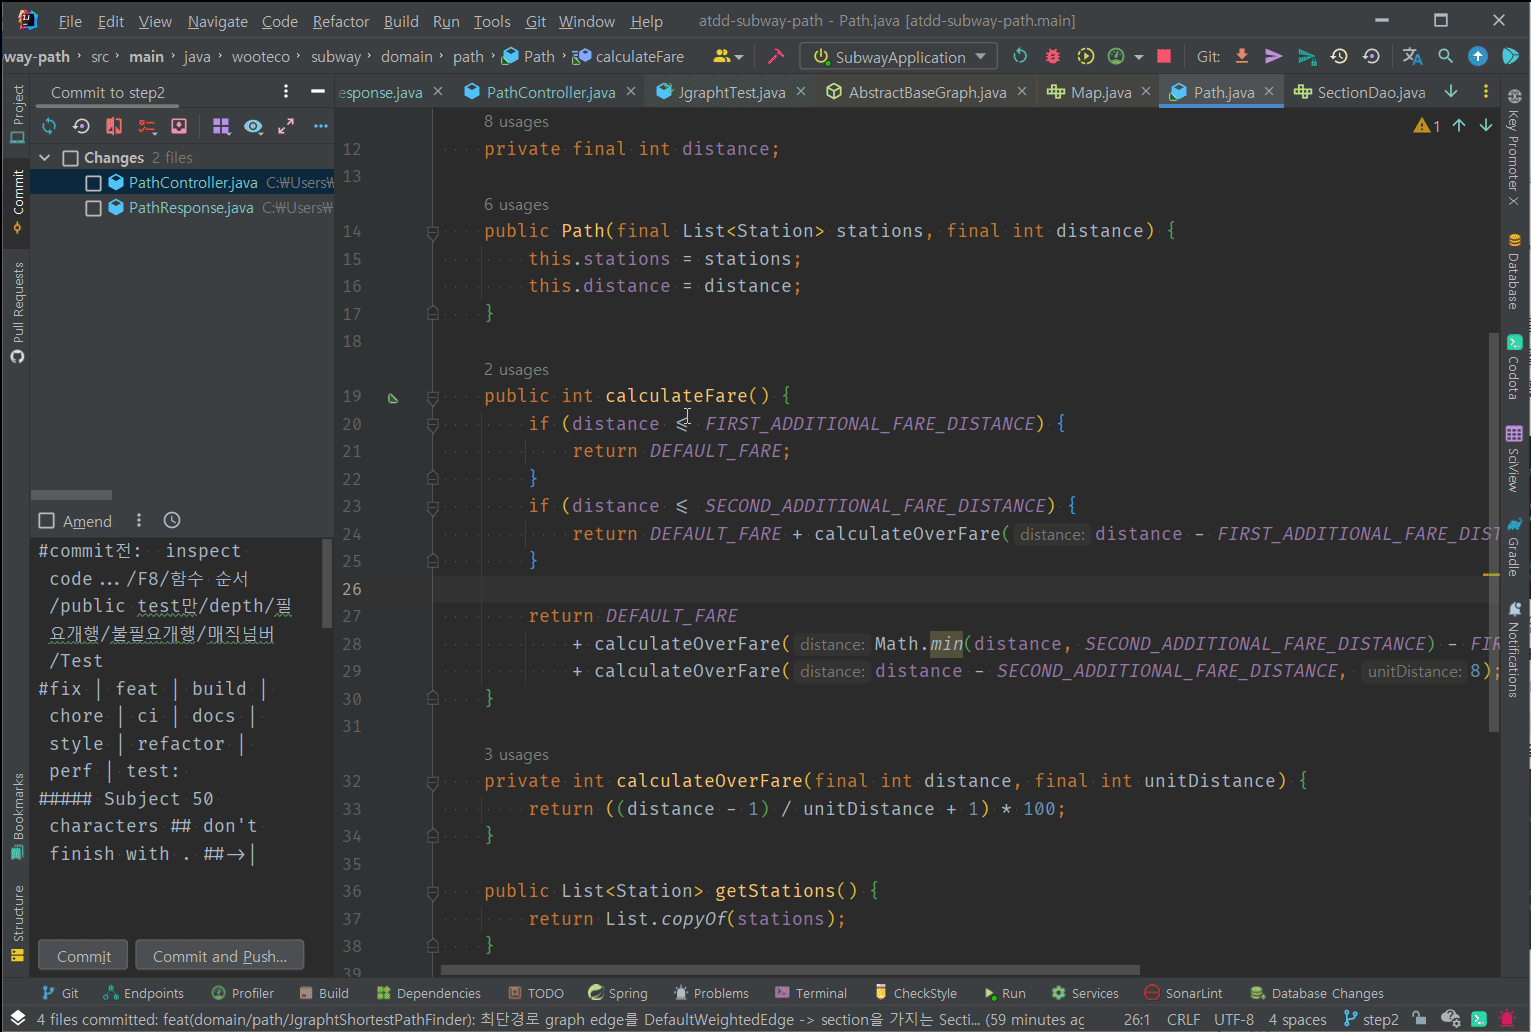 File Edit View Navigate Code Refactor Build Run Tools Git Window Help atdd-subway-path - Path.java [atdd-subway-path.main]
way-path > src > main > java > wooteco > subway > domain > path > Path > calculateFare SubwayApplication Git:
Commit to step2
esponse.java PathController.java JgraphtTest.java AbstractBaseGraph.java Map.java Path.java SectionDao.java
Project
Commit
Pull Requests
Bookmarks
Structure
Changes 2 files
PathController.java C:￦Users￦
PathResponse.java C:￦Users￦
Amend
#commit전: inspect
code.../F8/함수 순서
/public test만/depth/필
요개행/불필요개행/매직넘버
/Test
#fix | feat | build |
chore | ci | docs |
style | refactor |
perf | test:
##### Subject 50
characters ## don't
finish with . ##->|
Commit Commit and Push...
1
8 usages
12 private final int distance;
13
6 usages
14 public Path(final List<Station> stations, final int distance) {
15 this.stations = stations;
16 this.distance = distance;
17 }
18
2 usages
19 public int calculateFare() {
20 if (distance <= FIRST_ADDITIONAL_FARE_DISTANCE) {
21 return DEFAULT_FARE;
22 }
23 if (distance <= SECOND_ADDITIONAL_FARE_DISTANCE) {
24 return DEFAULT_FARE + calculateOverFare( distance: distance - FIRST_ADDITIONAL_FARE_DIST
25 }
26
27 return DEFAULT_FARE
28 + calculateOverFare( distance: Math.min(distance, SECOND_ADDITIONAL_FARE_DISTANCE) - FIR
29 + calculateOverFare( distance: distance - SECOND_ADDITIONAL_FARE_DISTANCE, unitDistance: 8);
30 }
31
3 usages
32 private int calculateOverFare(final int distance, final int unitDistance) {
33 return ((distance - 1) / unitDistance + 1) * 100;
34 }
35
36 public List<Station> getStations() {
37 return List.copyOf(stations);
38 }
39
Key Promoter X
Database
Codota
SciView
Gradle
Notifications
Git Endpoints Profiler Build Dependencies TODO Spring Problems Terminal CheckStyle Run Services SonarLint Database Changes
4 files committed: feat(domain/path/JgraphtShortestPathFinder): 최단경로 graph edge를 DefaultWeightedEdge -> section을 가지는 Secti... (59 minutes ag 26:1 CRLF UTF-8 4 spaces step2